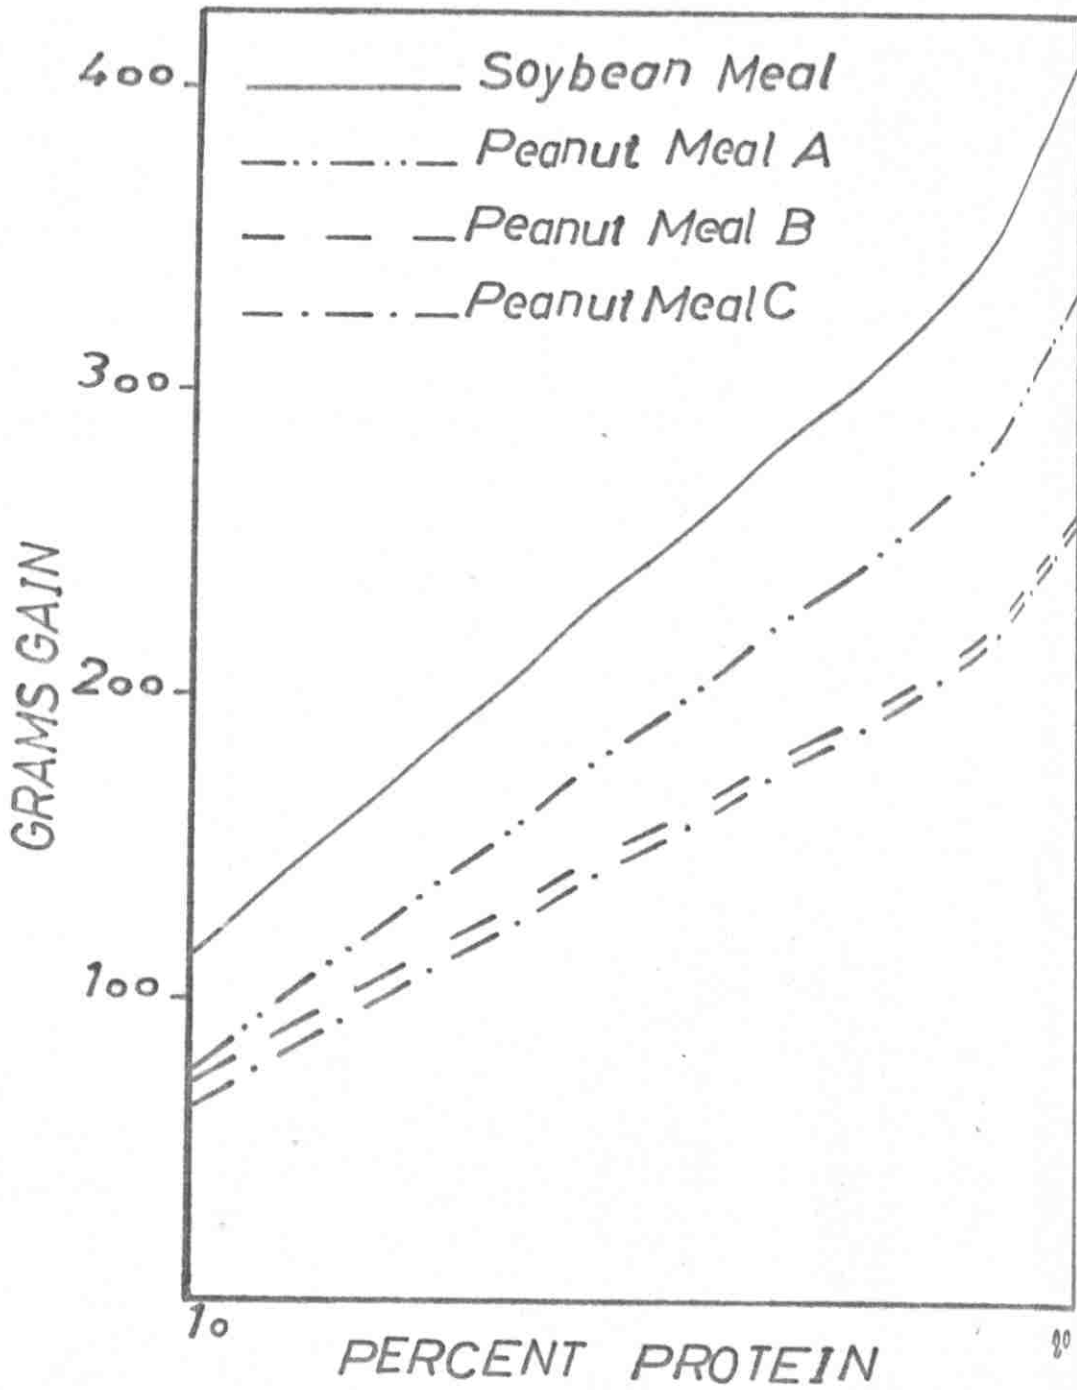 400
Soybean Meal
Peanut Meal A
Peanut Meal B
Peanut Meal C
300
200
100
GRAMS GAIN
10
20
PERCENT PROTEIN